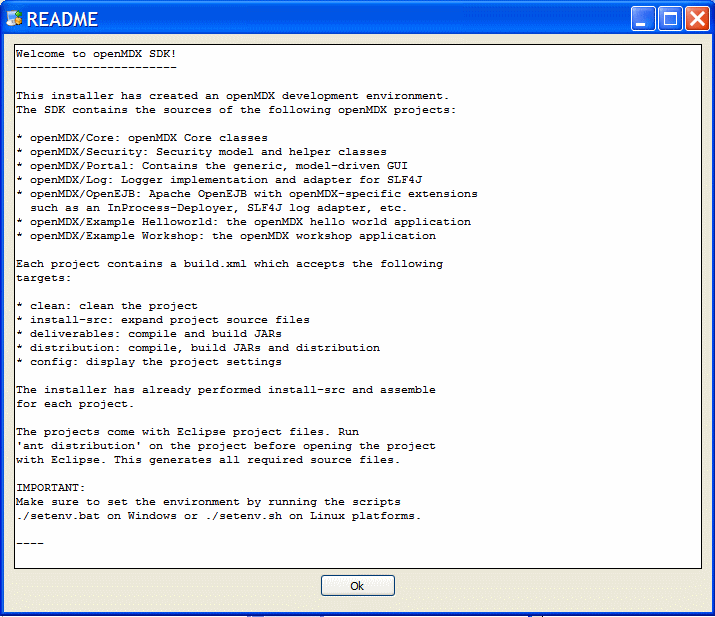 README
Welcome to openMDX SDK!
-----------------------
This installer has created an openMDX development environment.
The SDK contains the sources of the following openMDX projects:
* openMDX/Core: openMDX Core classes
* openMDX/Security: Security model and helper classes
* openMDX/Portal: Contains the generic, model-driven GUI
* openMDX/Log: Logger implementation and adapter for SLF4J
* openMDX/OpenEJB: Apache OpenEJB with openMDX-specific extensions
such as an InProcess-Deployer, SLF4J log adapter, etc.
* openMDX/Example Helloworld: the openMDX hello world application
* openMDX/Example Workshop: the openMDX workshop application
Each project contains a build.xml which accepts the following
targets:
* clean: clean the project
* install-src: expand project source files
* deliverables: compile and build JARs
* distribution: compile, build JARs and distribution
* config: display the project settings
The installer has already performed install-src and assemble
for each project.
The projects come with Eclipse project files. Run
'ant distribution' on the project before opening the project
with Eclipse. This generates all required source files.
IMPORTANT:
Make sure to set the environment by running the scripts
./setenv.bat on Windows or ./setenv.sh on Linux platforms.
----
Ok